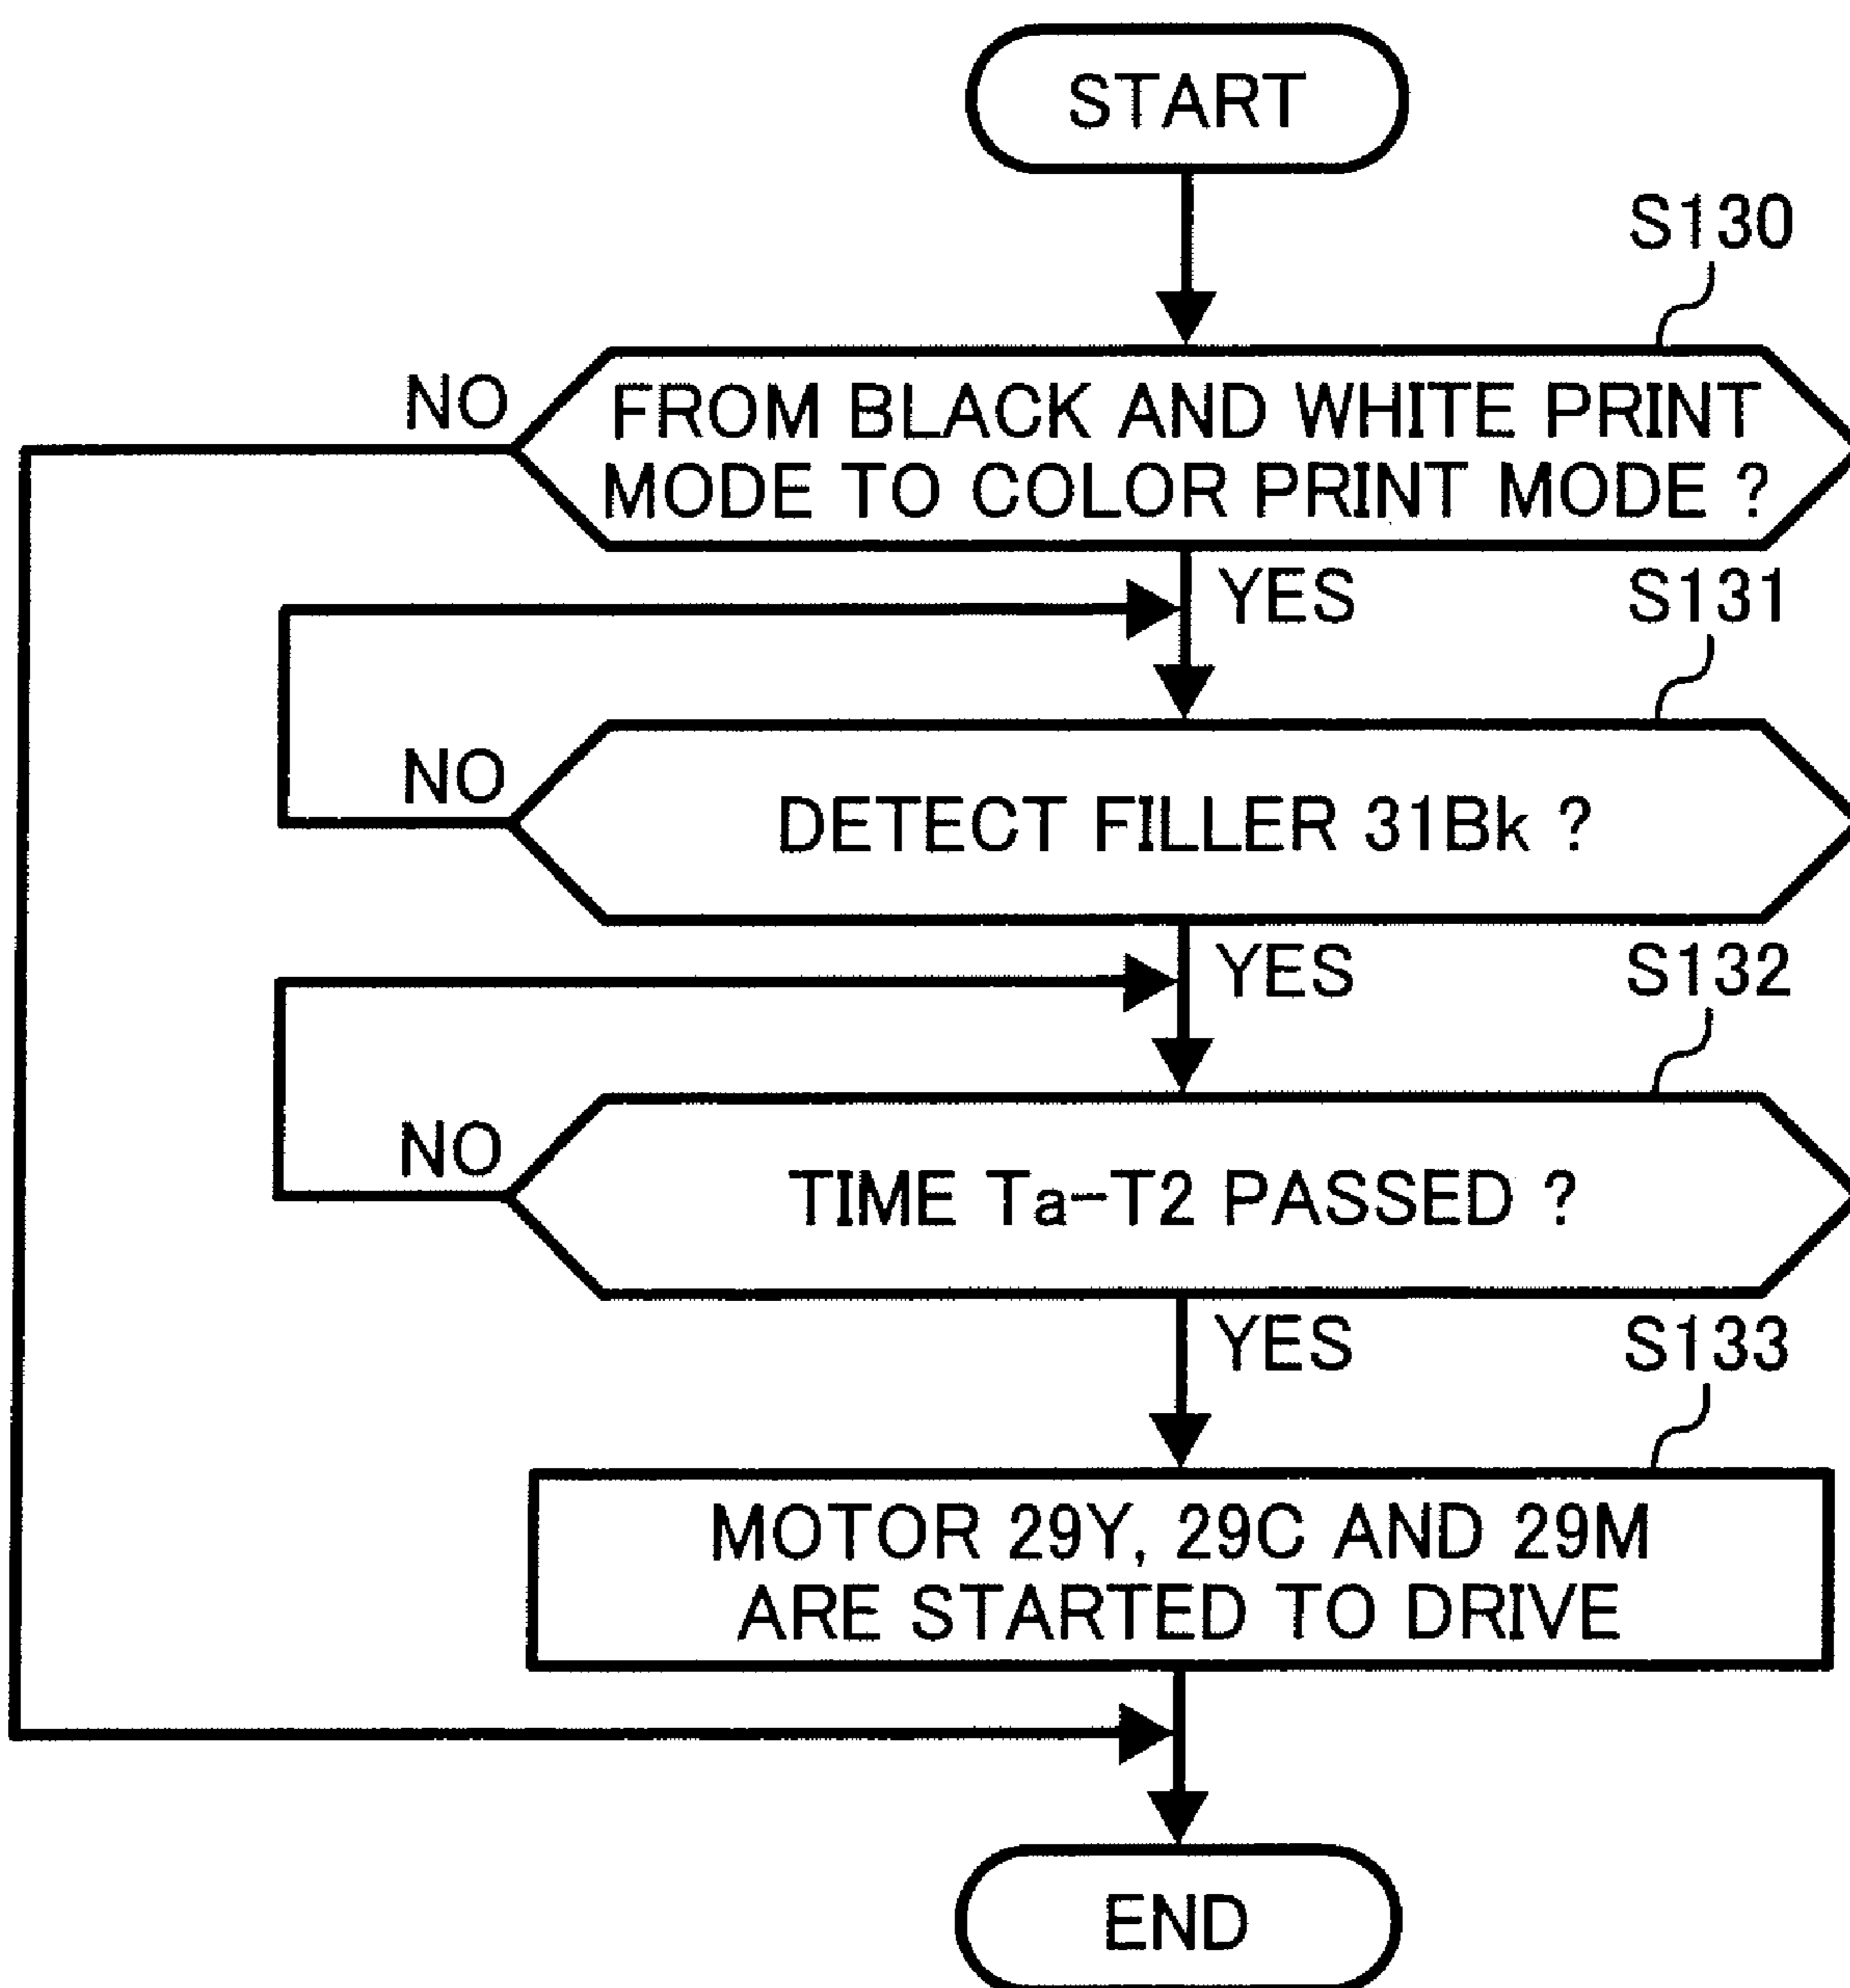 START
S130
NO
FROM BLACK AND WHITE PRINT
MODE TO COLOR PRINT MODE ?
YES
S131
NO
DETECT FILLER 31Bk ?
YES
S132
NO
TIME Ta-T2 PASSED ?
YES
S133
MOTOR 29Y, 29C AND 29M
ARE STARTED TO DRIVE
END